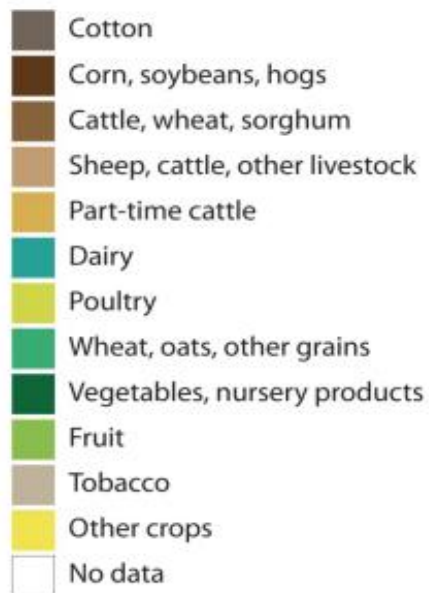 Cotton
Corn, soybeans, hogs
Cattle, wheat, sorghum
Sheep, cattle, other livestock
Part-time cattle
Dairy
Poultry
Wheat, oats, other grains
Vegetables, nursery products
Fruit
Tobacco
Other crops
No data